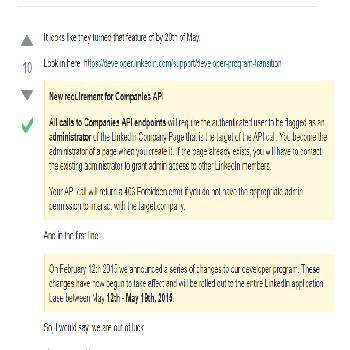 It looks like they turned that feature of by 20th of May.
10
Look in here: https://developer.linkedin.com/support/developer-program-transition
New requirement for Companies API
All calls to Companies API endpoints will require the authenticated user to be flagged as an
administrator of the LinkedIn Company Page that is the target of the API call. You become the
administrator of a page when you create it. If the page already exists, you will have to contact
the existing administrator to grant admin access to other LinkedIn members.
Your API call will return a 403 Forbidden error if you do not have the appropriate admin
permission to interact with the target company.
And in the first line:
On February 12th 2015 we announced a series of changes to our developer program. These
changes have now begun to take affect and will be rolled out to the entire LinkedIn application
base between May 12th - May 19th, 2015.
So, I would say, we are out of luck